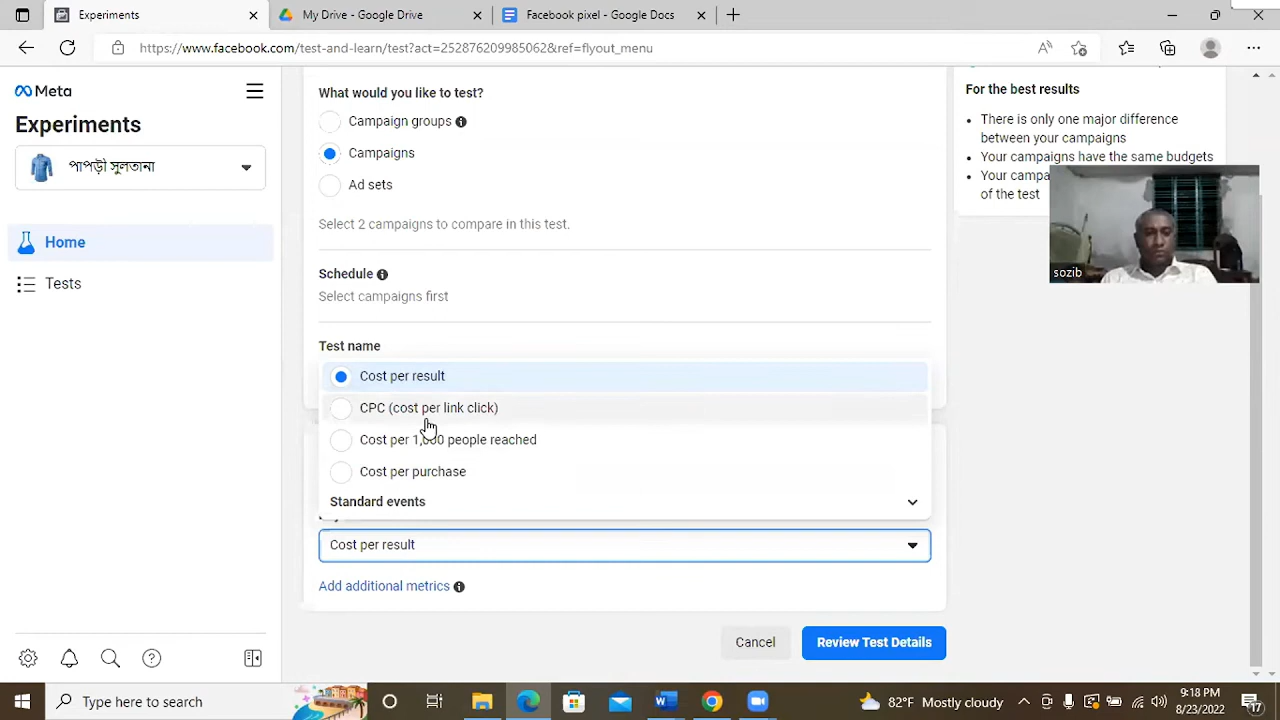 Experiments
My Drive - Google Drive
Facebook pixel - Google Docs
https://www.facebook.com/test-and-learn/test?act=252876209985062&ref=flyout_menu
Meta
Experiments
পাপড়ী সুলতানা
Home
Tests
What would you like to test?
Campaign groups
Campaigns
Ad sets
Select 2 campaigns to compare in this test.
Schedule
Select campaigns first
Test name
Cost per result
CPC (cost per link click)
Cost per 1,000 people reached
Cost per purchase
Standard events
Cost per result
Add additional metrics
Cancel
Review Test Details
For the best results
There is only one major difference
between your campaigns
Your campaigns have the same budgets
Your campa
of the test
sozib
Type here to search
82°F Mostly cloudy
9:18 PM
8/23/2022
17